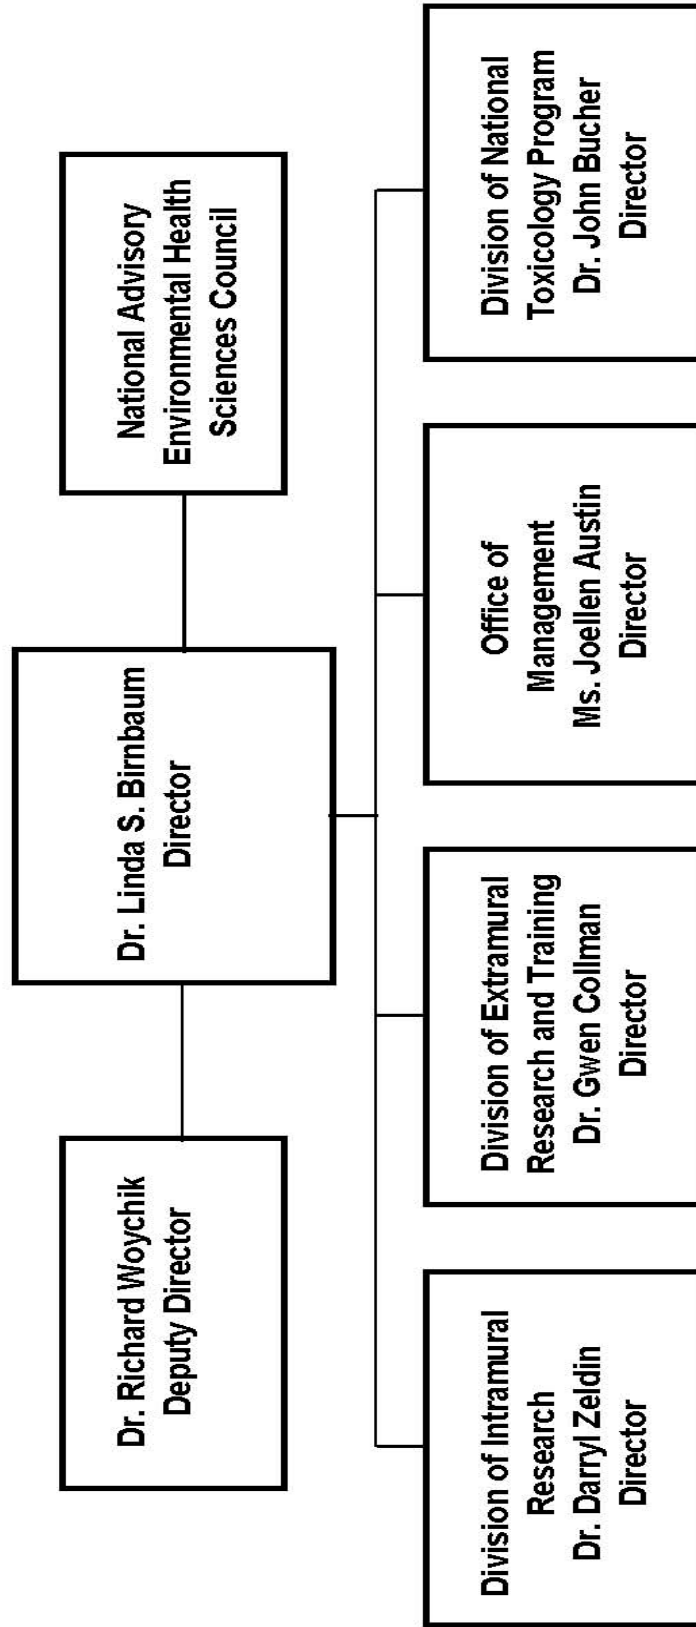 Dr. Richard Woychik
Deputy Director
Dr. Linda S. Birnbaum
Director
National Advisory
Environmental Health
Sciences Council
Division of Intramural
Research
Dr. Darryl Zeldin
Director
Division of Extramural
Research and Training
Dr. Gwen Collman
Director
Office of
Management
Ms. Joellen Austin
Director
Division of National
Toxicology Program
Dr. John Bucher
Director